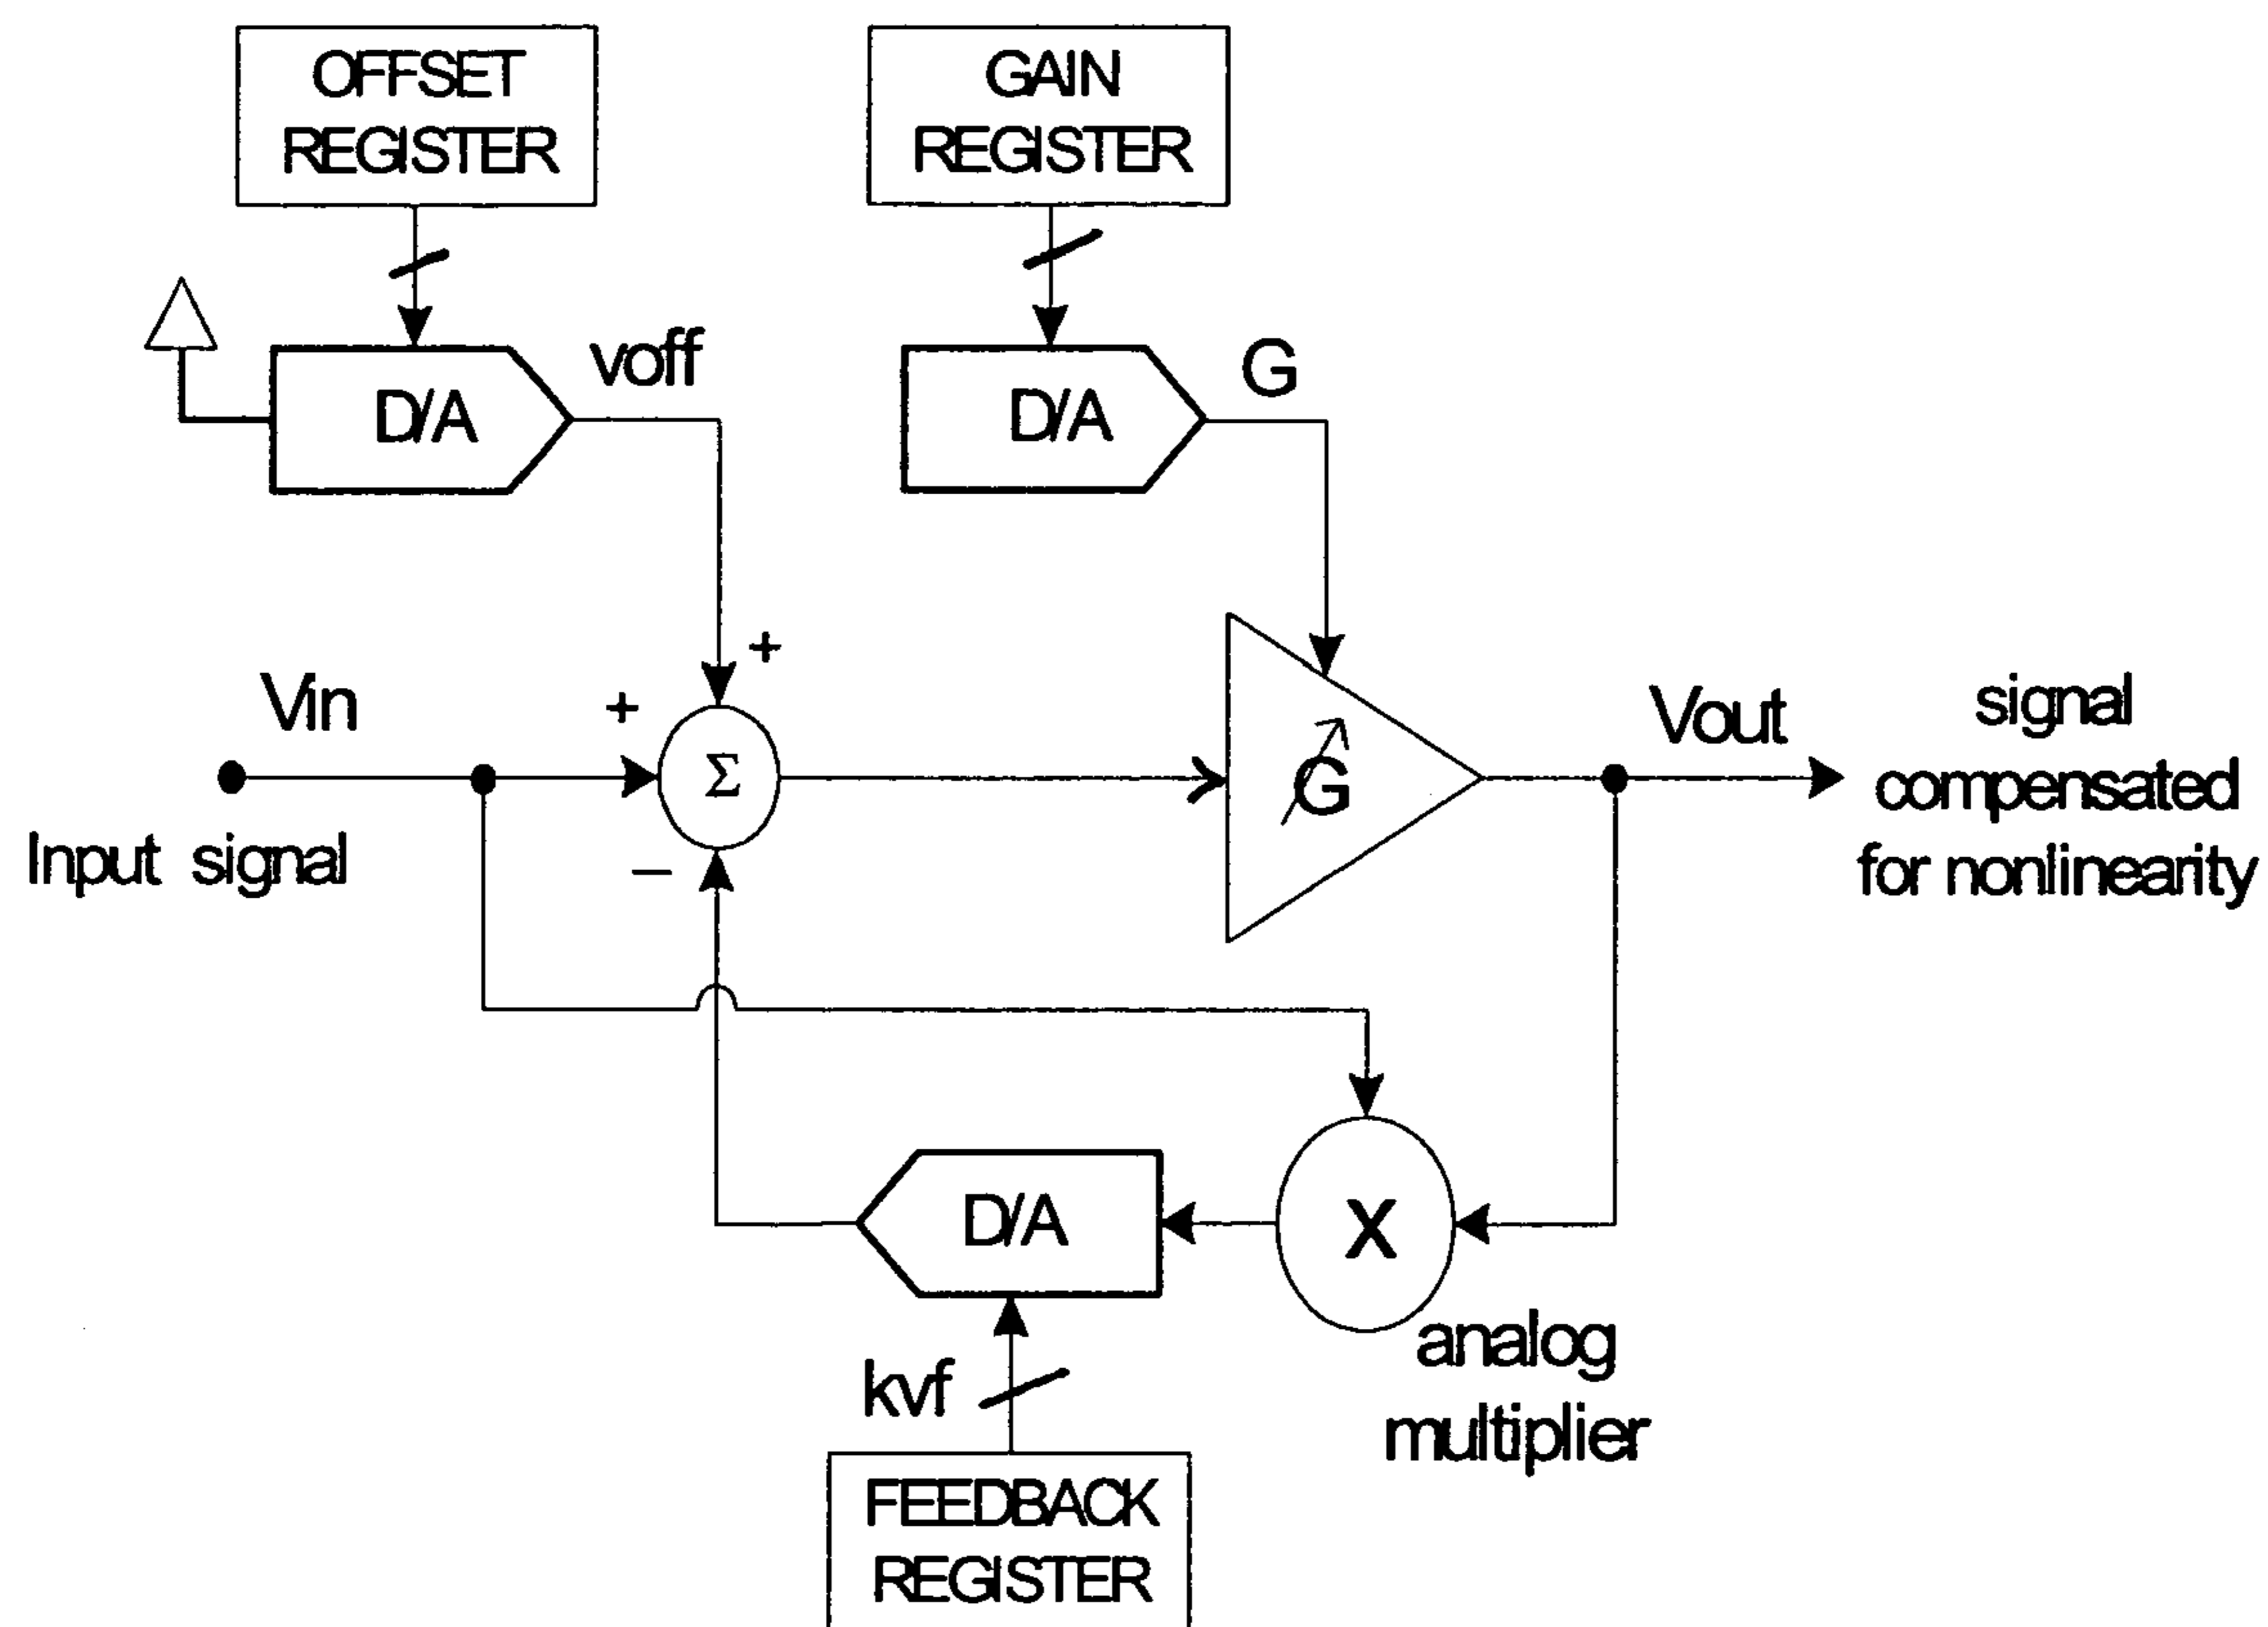 OFFSET
REGISTER
GAIN
REGISTER
D/A
voff
D/A
G
+
Vin
+
Σ
G
Vout
signal
compensated
for nonlinearity
Input signal
−
D/A
X
analog
multiplier
kvf
FEEDBACK
REGISTER